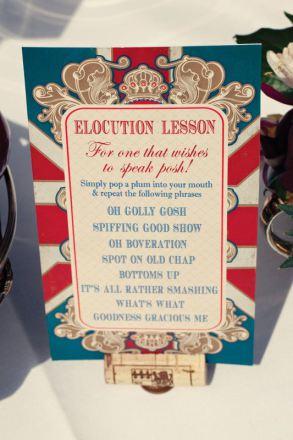 ELOCUTION LESSON
For one that wishes
to speak posh!
Simply pop a plum into your mouth
& repeat the following phrases
OH GOLLY GOSH
SPIFFING GOOD SHOW
OH BOVERATION
SPOT ON OLD CHAP
BOTTOMS UP
IT'S ALL RATHER SMASHING
WHAT'S WHAT
GOODNESS GRACIOUS ME